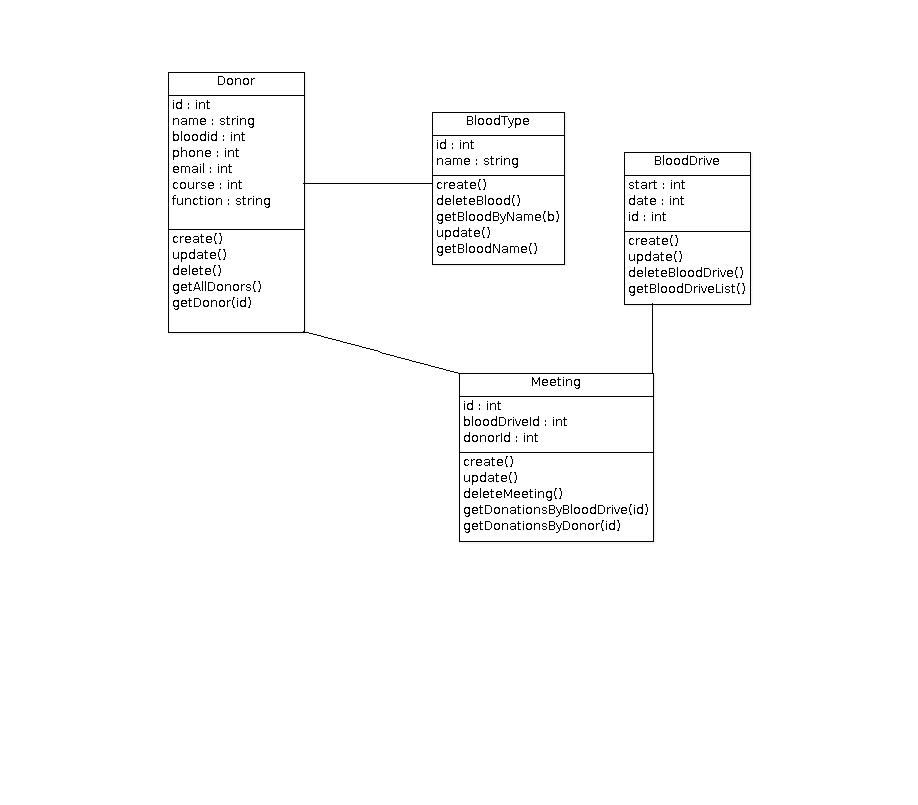 Donor
id : int
name : string
bloodid : int
phone : int
email : int
course : int
function : string
create()
update()
delete()
getAllDonors()
getDonor(id)
BloodType
id : int
name : string
create()
deleteBlood()
getBloodByName(b)
update()
getBloodName()
BloodDrive
start : int
date : int
id : int
create()
update()
deleteBloodDrive()
getBloodDriveList()
Meeting
id : int
bloodDriveId : int
donorId : int
create()
update()
deleteMeeting()
getDonationsByBloodDrive(id)
getDonationsByDonor(id)